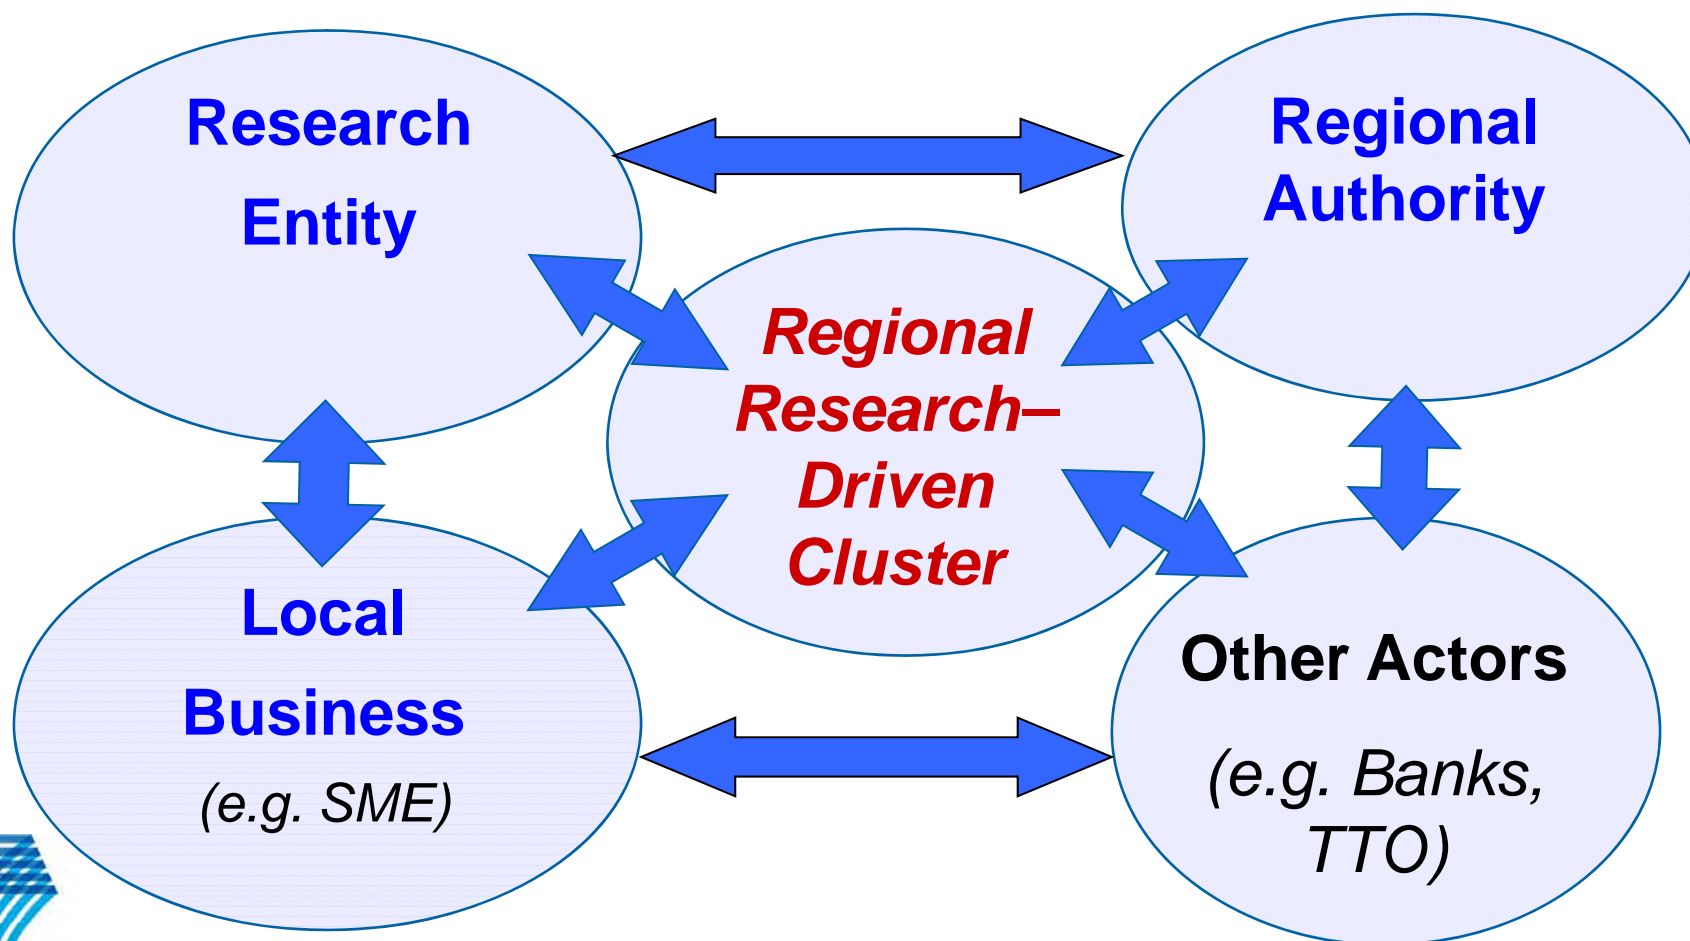 Research
Entity
Regional
Authority
Regional
Research–
Driven
Cluster
Local
Business
(e.g. SME)
Other Actors
(e.g. Banks,
TTO)